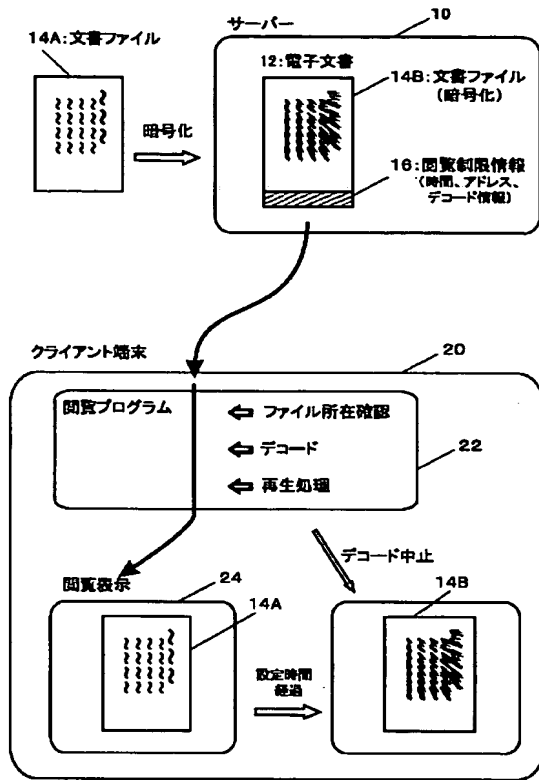 サーバー
10
14A:文書ファイル
12:電子文書
14B:文書ファイル
(暗号化)
暗号化
16:閲覧制限情報
(時間、アドレス、
デコード情報)
クライアント端末
20
閲覧プログラム
ファイル所在確認
デコード
22
再生処理
デコード中止
閲覧表示
24
14A
14B
設定時間
経過